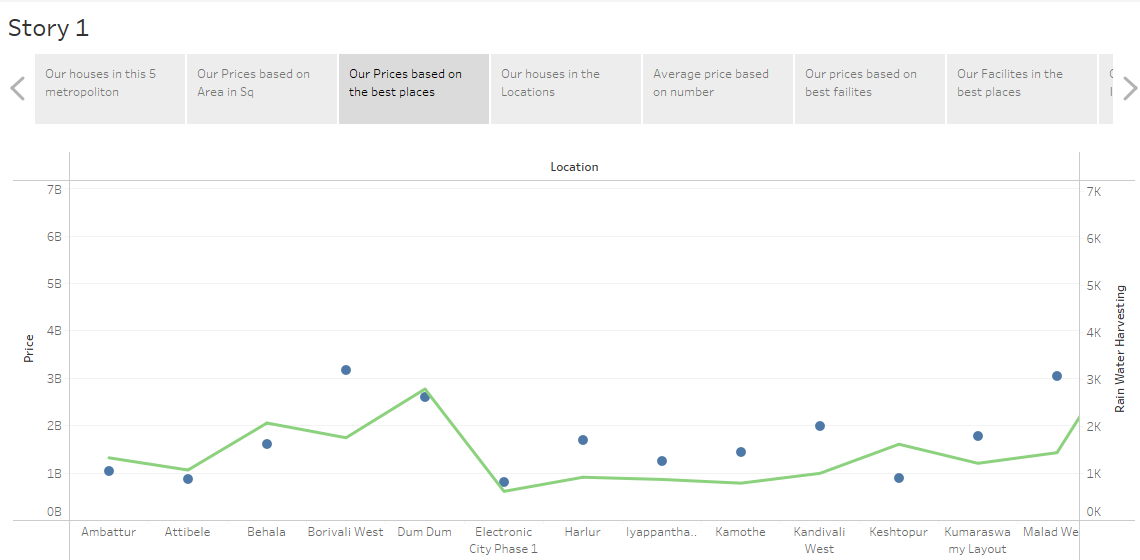 Story 1
Our houses in this 5
metropoliton
Our Prices based on
Area in Sq
Our Prices based on
the best places
Our houses in the
Locations
Average price based
on number
Our prices based on
best failites
Our Facilites in the
best places
Location
7B
6B
5B
4B
3B
2B
1B
0B
Price
7K
6K
5K
4K
3K
2K
1K
0K
Rain Water Harvesting
Ambattur
Attibele
Behala
Borivali West
Dum Dum
Electronic
City Phase 1
Harlur
Iyappantha..
Kamothe
Kandivali
West
Keshtopur
Kumaraswa
my Layout
Malad We